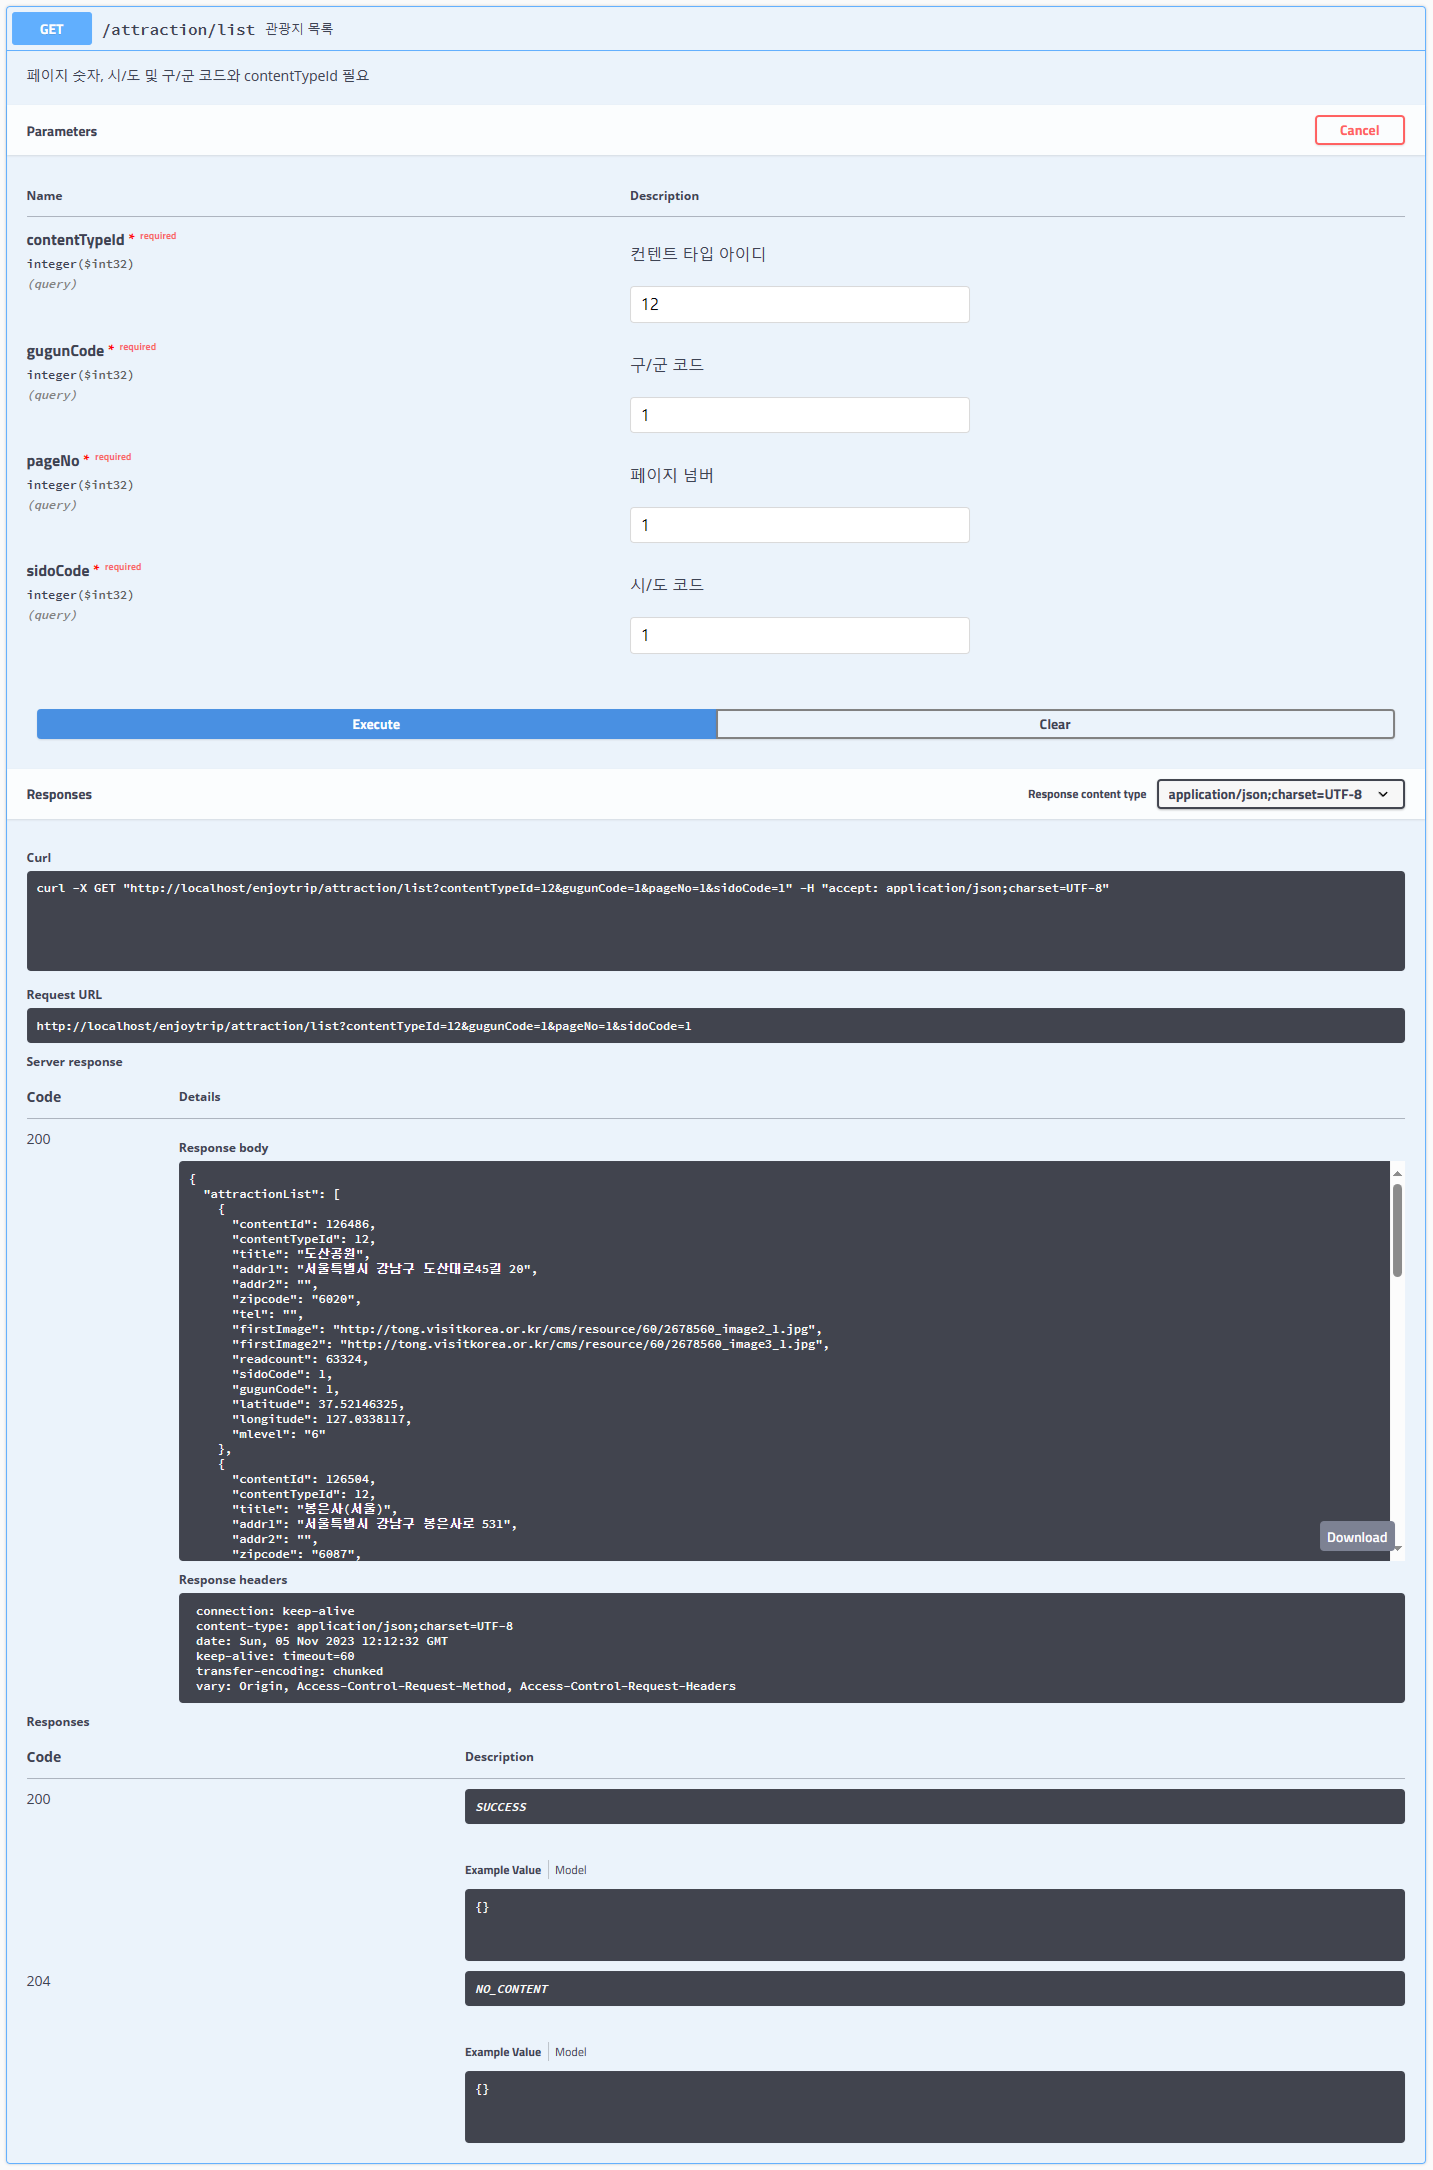 GET /attraction/list 관광지 목록
페이지 숫자, 시/도 및 구/군 코드와 contentTypeId 필요
Parameters Cancel
Name Description
contentTypeId * required
integer($int32)
(query)
컨텐트 타입 아이디
12
gugunCode * required
integer($int32)
(query)
구/군 코드
1
pageNo * required
integer($int32)
(query)
페이지 넘버
1
sidoCode * required
integer($int32)
(query)
시/도 코드
1
Execute Clear
Responses Response content type application/json;charset=UTF-8
Curl
curl -X GET "http://localhost/enjoytrip/attraction/list?contentTypeId=12&gugunCode=1&pageNo=1&sidoCode=1" -H "accept: application/json;charset=UTF-8"
Request URL
http://localhost/enjoytrip/attraction/list?contentTypeId=12&gugunCode=1&pageNo=1&sidoCode=1
Server response
Code Details
200
Response body
{
"attractionList": [
{
"contentId": 126486,
"contentTypeId": 12,
"title": "도산공원",
"addr1": "서울특별시 강남구 도산대로45길 20",
"addr2": "",
"zipcode": "6020",
"tel": "",
"firstImage": "http://tong.visitkorea.or.kr/cms/resource/60/2678560_image2_1.jpg",
"firstImage2": "http://tong.visitkorea.or.kr/cms/resource/60/2678560_image3_1.jpg",
"readcount": 63324,
"sidoCode": 1,
"gugunCode": 1,
"latitude": 37.52146325,
"longitude": 127.0338117,
"mlevel": "6"
},
{
"contentId": 126504,
"contentTypeId": 12,
"title": "봉은사(서울)",
"addr1": "서울특별시 강남구 봉은사로 531",
"addr2": "",
"zipcode": "6087",
Download
Response headers
connection: keep-alive
content-type: application/json;charset=UTF-8
date: Sun, 05 Nov 2023 12:12:32 GMT
keep-alive: timeout=60
transfer-encoding: chunked
vary: Origin, Access-Control-Request-Method, Access-Control-Request-Headers
Responses
Code Description
200
SUCCESS
Example Value Model
{}
204
NO_CONTENT
Example Value Model
{}